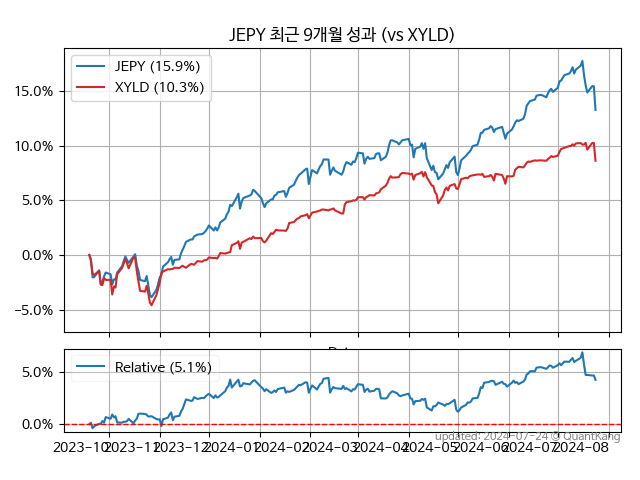 JEPY 최근 9개월 성과 (vs XYLD)
JEPY (15.9%)
XYLD (10.3%)
15.0%
10.0%
5.0%
0.0%
−5.0%
Relative (5.1%)
5.0%
0.0%
updated: 2024-07-24 @ QuantKang
2023-10 2023-11 2023-12 2024-01 2024-02 2024-03 2024-04 2024-05 2024-06 2024-07 2024-08